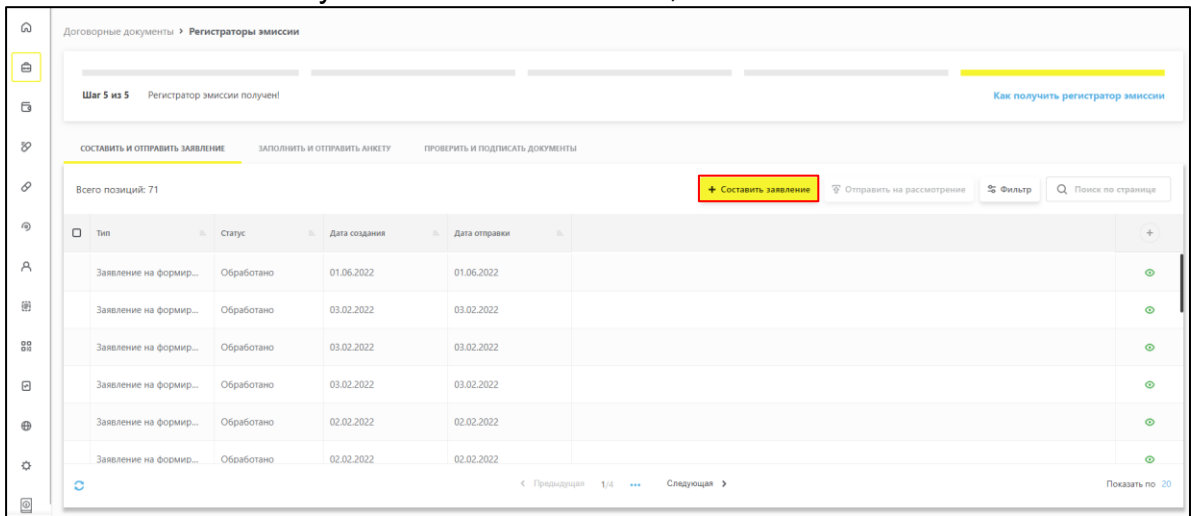 Договорные документы > Регистраторы эмиссии
Шаг 5 из 5 Регистратор эмиссии получен! Как получить регистратор эмиссии
СОСТАВИТЬ И ОТПРАВИТЬ ЗАЯВЛЕНИЕ ЗАПОЛНИТЬ И ОТПРАВИТЬ АНКЕТУ ПРОВЕРИТЬ И ПОДПИСАТЬ ДОКУМЕНТЫ
Всего позиций: 71 + Составить заявление Отправить на рассмотрение Фильтр Поиск по странице
Тип Статус Дата создания Дата отправки
Заявление на формир... Обработано 01.06.2022 01.06.2022
Заявление на формир... Обработано 03.02.2022 03.02.2022
Заявление на формир... Обработано 03.02.2022 03.02.2022
Заявление на формир... Обработано 03.02.2022 03.02.2022
Заявление на формир... Обработано 02.02.2022 02.02.2022
Заявление на формир... Обработано 02.02.2022 02.02.2022
< Предыдущая 1/4 ••• Следующая > Показать по 20